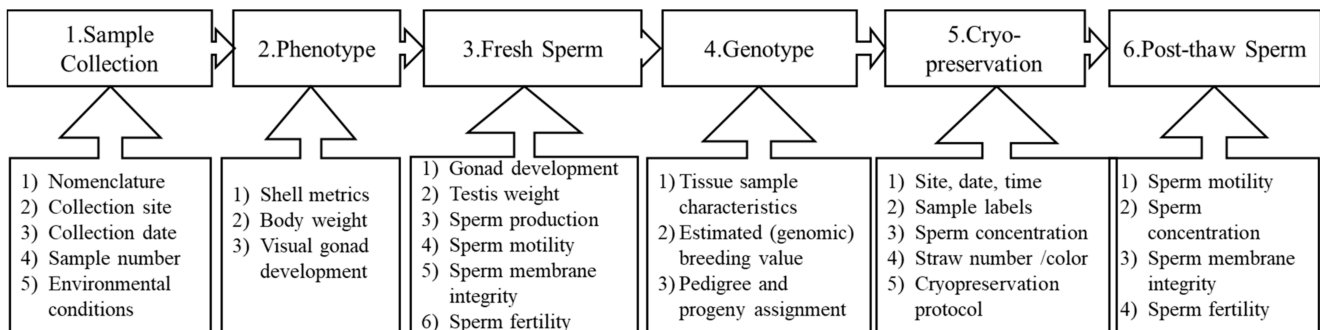 1.Sample
Collection
2.Phenotype
3.Fresh Sperm
4.Genotype
5.Cryo-
preservation
6.Post-thaw Sperm
1) Nomenclature
2) Collection site
3) Collection date
4) Sample number
5) Environmental
conditions
1) Shell metrics
2) Body weight
3) Visual gonad
development
1) Gonad development
2) Testis weight
3) Sperm production
4) Sperm motility
5) Sperm membrane
integrity
6) Sperm fertility
1) Tissue sample
characteristics
2) Estimated (genomic)
breeding value
3) Pedigree and
progeny assignment
1) Site, date, time
2) Sample labels
3) Sperm concentration
4) Straw number /color
5) Cryopreservation
protocol
1) Sperm motility
2) Sperm
concentration
3) Sperm membrane
integrity
4) Sperm fertility